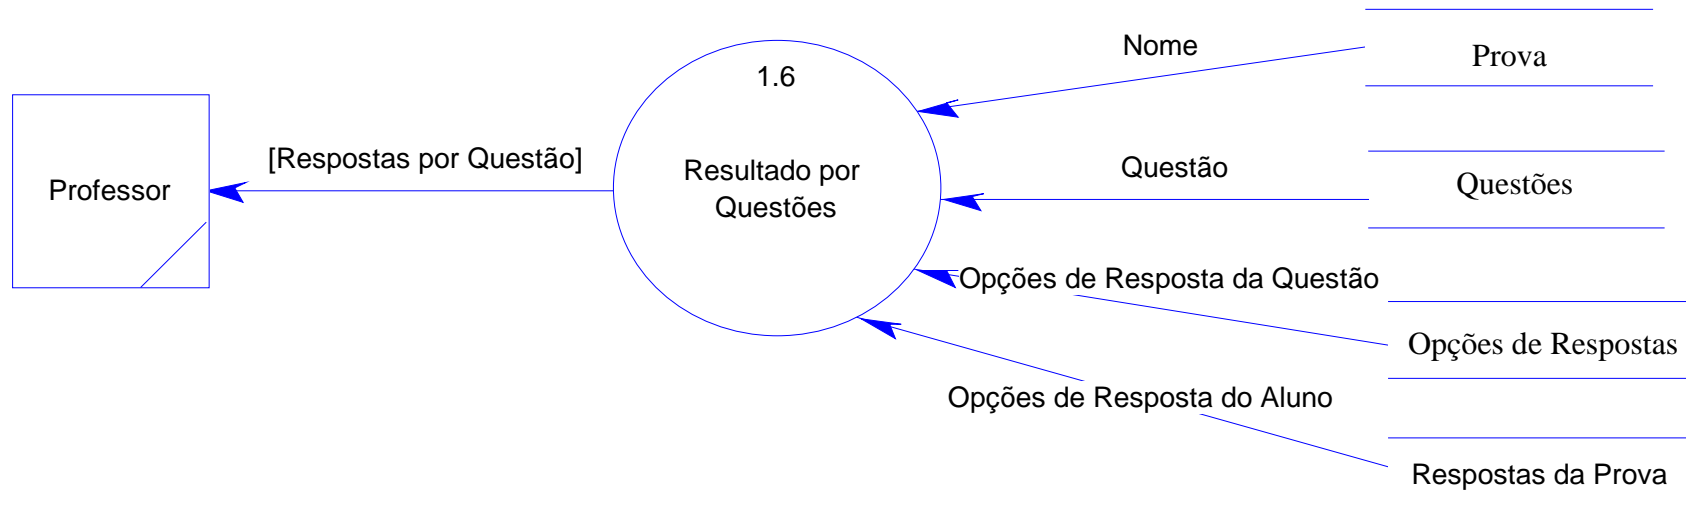 Nome
Prova
1.6
[Respostas por Questão]
Resultado por
Questões
Questão
Questões
Professor
Opções de Resposta da Questão
Opções de Respostas
Opções de Resposta do Aluno
Respostas da Prova